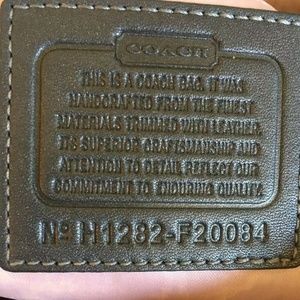 COACH
THIS IS A COACH BAG. IT WAS
HANDCRAFTED FROM THE FINEST
MATERIALS TRIMMED WITH LEATHER.
ITS SUPERIOR CRAFTSMANSHIP AND
ATTENTION TO DETAIL REFLECT OUR
COMMITMENT TO ENDURING QUALITY.
Nº H1282-F20084